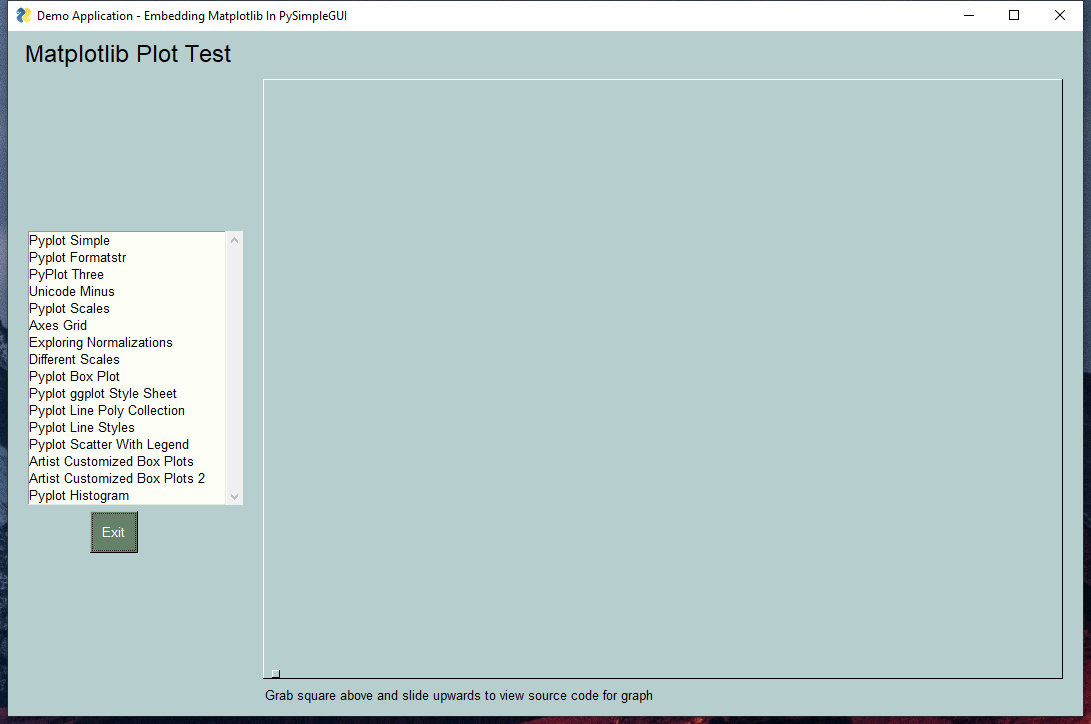 Demo Application - Embedding Matplotlib In PySimpleGUI
Matplotlib Plot Test
Pyplot Simple
Pyplot Formatstr
PyPlot Three
Unicode Minus
Pyplot Scales
Axes Grid
Exploring Normalizations
Different Scales
Pyplot Box Plot
Pyplot ggplot Style Sheet
Pyplot Line Poly Collection
Pyplot Line Styles
Pyplot Scatter With Legend
Artist Customized Box Plots
Artist Customized Box Plots 2
Pyplot Histogram
Exit
Grab square above and slide upwards to view source code for graph